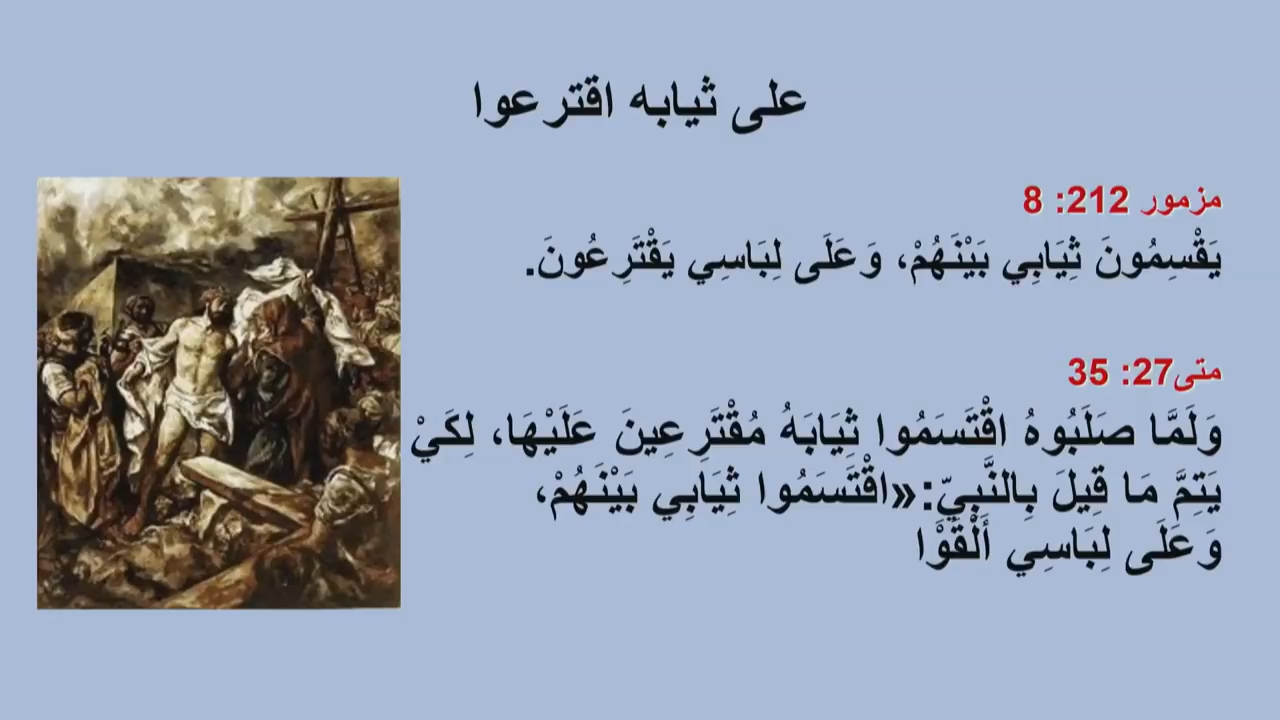 على ثيابه اقترعوا
مزمور 212: 8
يَقْسِمُونَ ثِيَابِي بَيْنَهُمْ، وَعَلَى لِبَاسِي يَقْتَرِعُونَ.
متى27: 35
وَلَمَّا صَلَبُوهُ اقْتَسَمُوا ثِيَابَهُ مُقْتَرِعِينَ عَلَيْهَا، لِكَيْ
يَتِمَّ مَا قِيلَ بِالنَّبِيِّ:«اقْتَسَمُوا ثِيَابِي بَيْنَهُمْ،
وَعَلَى لِبَاسِي أَلْقَوْا